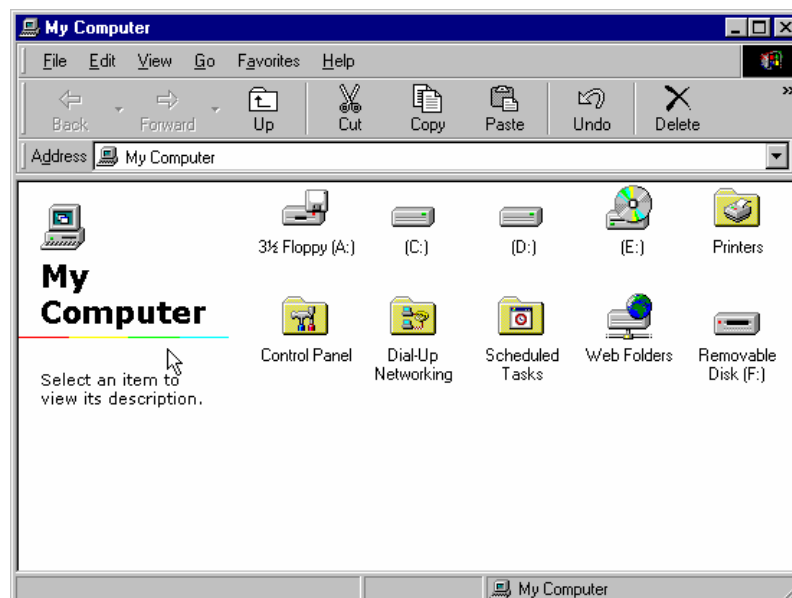 My Computer
File Edit View Go Favorites Help
Back Forward Up Cut Copy Paste Undo Delete »
Address My Computer
My
Computer
Select an item to
view its description.
3½ Floppy (A:) (C:) (D:) (E:) Printers
Control Panel Dial-Up
Networking Scheduled
Tasks Web Folders Removable
Disk (F:)
My Computer